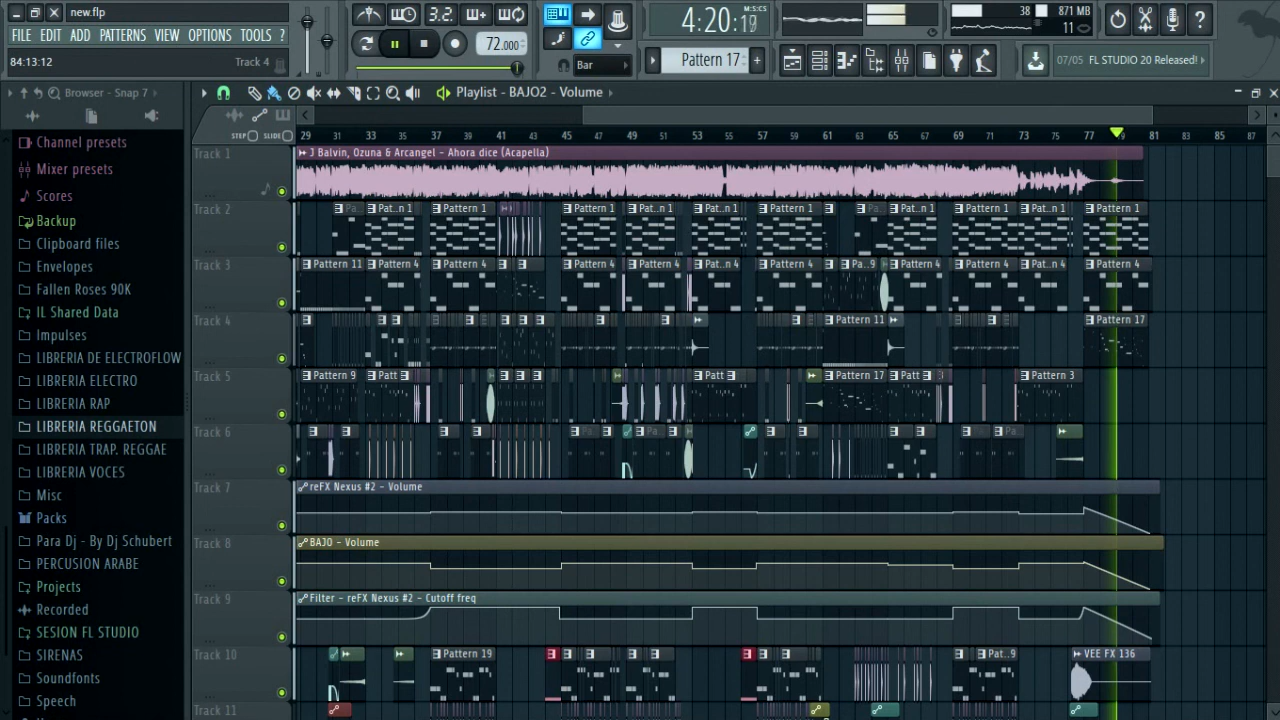 new.flp
FILE EDIT ADD PATTERNS VIEW OPTIONS TOOLS ?
84:13:12 Track 4
3.2. 72.000
4:20:19 M:S:CS
38 871 MB
11
Bar Pattern 17 +
07/05 FL STUDIO 20 Released!
Browser - Snap 7
Playlist - BAJO2 - Volume
STEP SLIDE
29 31 33 35 37 39 41 43 45 47 49 51 53 55 57 59 61 63 65 67 69 71 73 75 77 9 81 83 85 87
Channel presets
Mixer presets
Scores
Backup
Clipboard files
Envelopes
Fallen Roses 90K
IL Shared Data
Impulses
LIBRERIA DE ELECTROFLOW
LIBRERIA ELECTRO
LIBRERIA RAP
LIBRERIA REGGAETON
LIBRERIA TRAP. REGGAE
LIBRERIA VOCES
Misc
Packs
Para Dj - By Dj Schubert
PERCUSION ARABE
Projects
Recorded
SESION FL STUDIO
SIRENAS
Soundfonts
Speech
Track 1 J Balvin, Ozuna & Arcangel - Ahora dice (Acapella)
Track 2 Pa.. Pat..n 1 Pattern 1 Pattern 1 Pat..n 1 Pat..n 1 Pattern 1 Pa.. Pat..n 1 Pattern 1 Pat..n 1 Pattern 1
Track 3 Pattern 11 Pattern 4 Pattern 4 Pattern 4 Pattern 4 Pat..n 4 Pattern 4 Pa..9 Pattern 4 Pattern 4 Pat..n 4 Pattern 4
Track 4 Pattern 11 Pattern 17
Track 5 Pattern 9 Patt Patt Pattern 17 Patt Pattern 3
Track 6 Pa Pa.. Pa..
Track 7 reFX Nexus #2 - Volume
Track 8 BAJO - Volume
Track 9 Filter - reFX Nexus #2 - Cutoff freq
Track 10 Pattern 19 Pat..9 VEE FX 136
Track 11